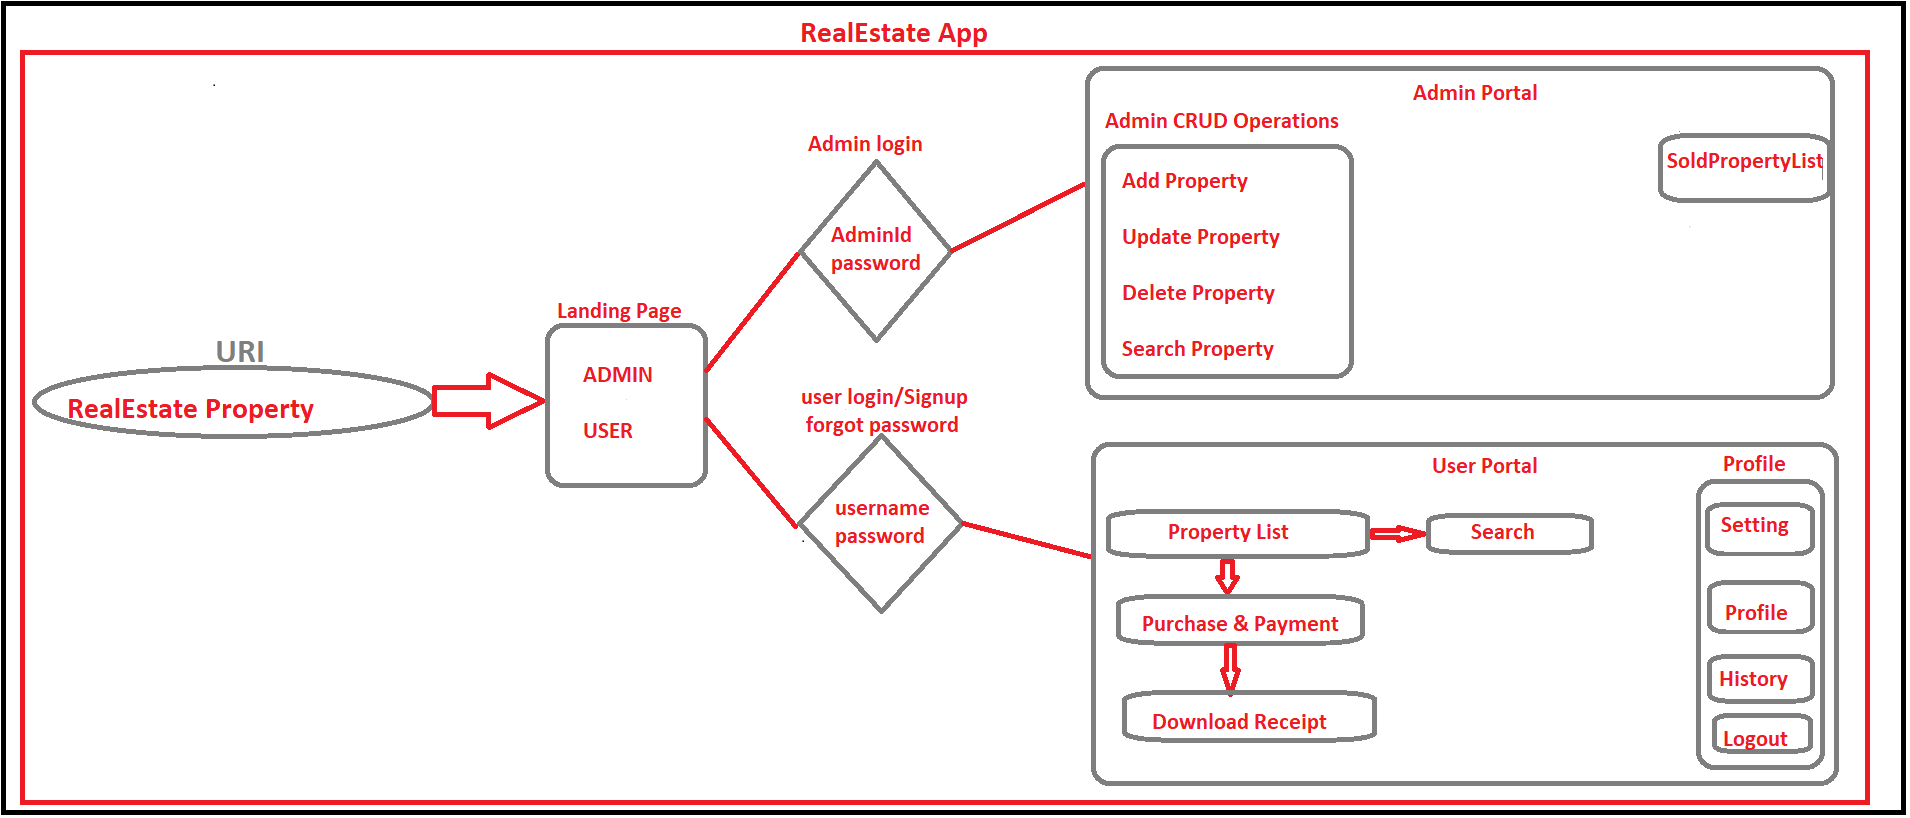 RealEstate App
URI
RealEstate Property
Landing Page
ADMIN
USER
Admin login
AdminId
password
user login/Signup
forgot password
username
password
Admin Portal
Admin CRUD Operations
Add Property
Update Property
Delete Property
Search Property
SoldPropertyList
User Portal
Property List
Search
Purchase & Payment
Download Receipt
Profile
Setting
Profile
History
Logout